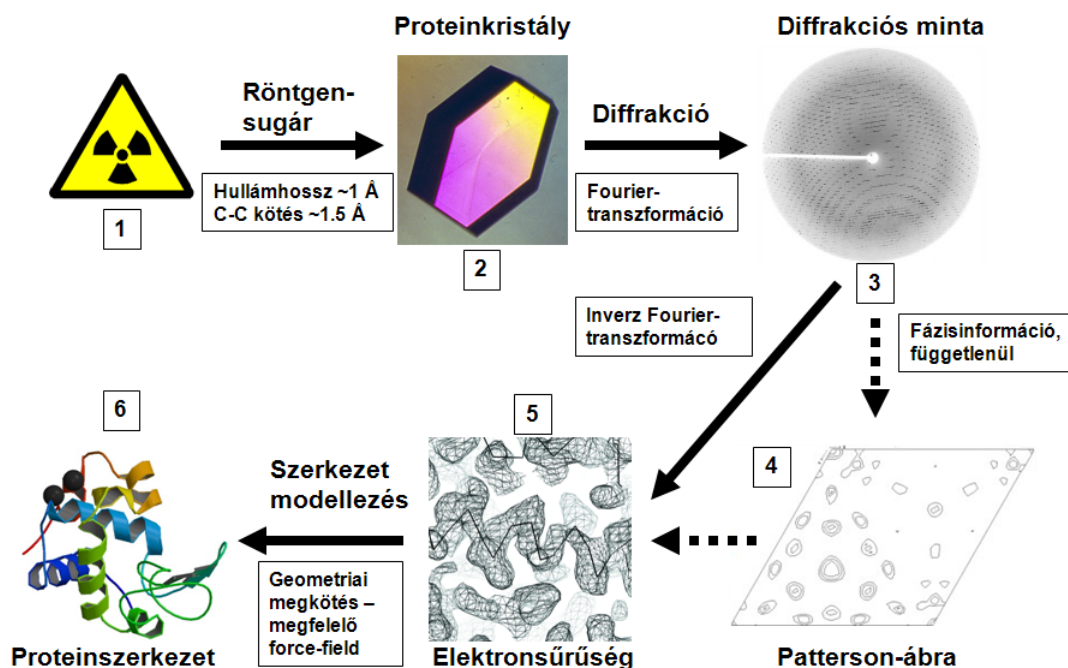 Proteinkristály
Diffrakciós minta
Röntgen-
sugár
Diffrakció
Hullámhossz ~1 Å
C-C kötés ~1.5 Å
Fourier-
transzformáció
1
2
3
Inverz Fourier-
transzformácó
Fázisinformáció,
függetlenül
6
5
4
Szerkezet
modellezés
Geometriai
megkötés –
megfelelő
force-field
Proteinszerkezet
Elektronsűrűség
Patterson-ábra